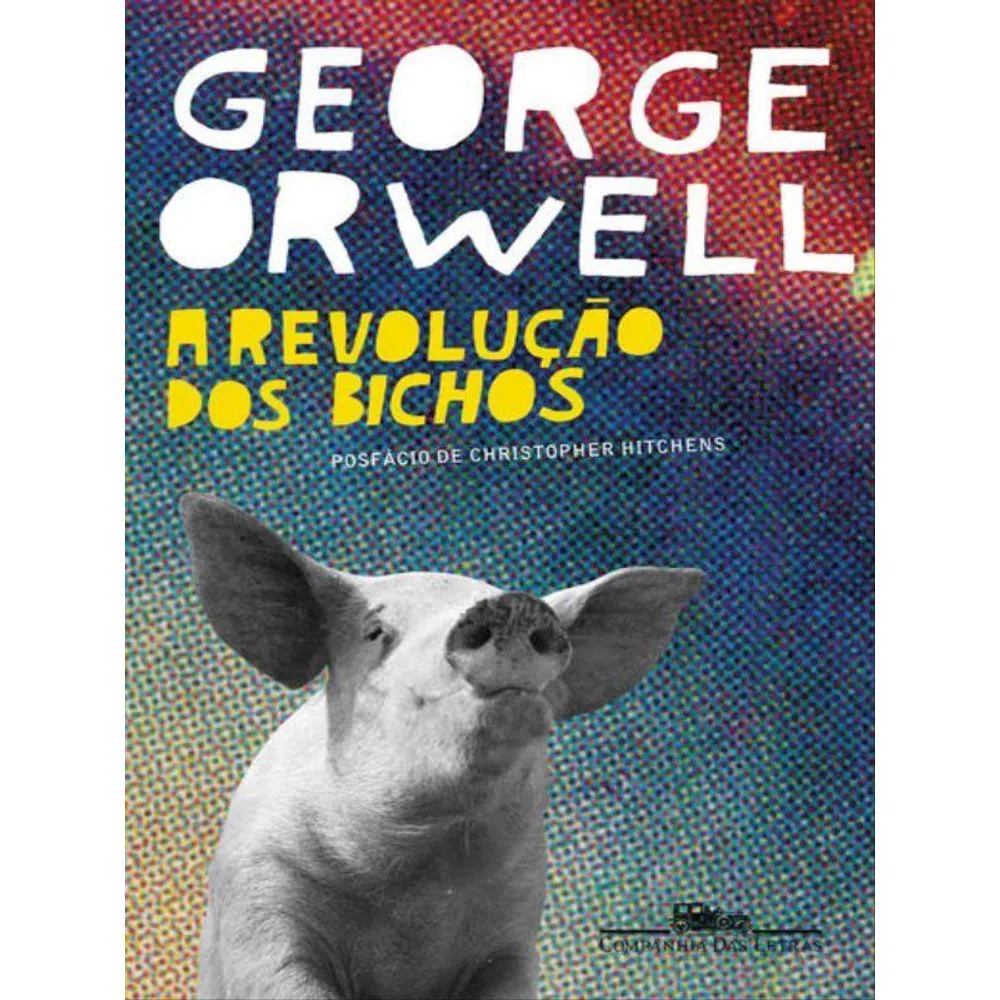 GEORGE
ORWELL
A REVOLUÇÃO
DOS BICHOS
POSFÁCIO DE CHRISTOPHER HITCHENS
COMPANHIA DAS LETRAS